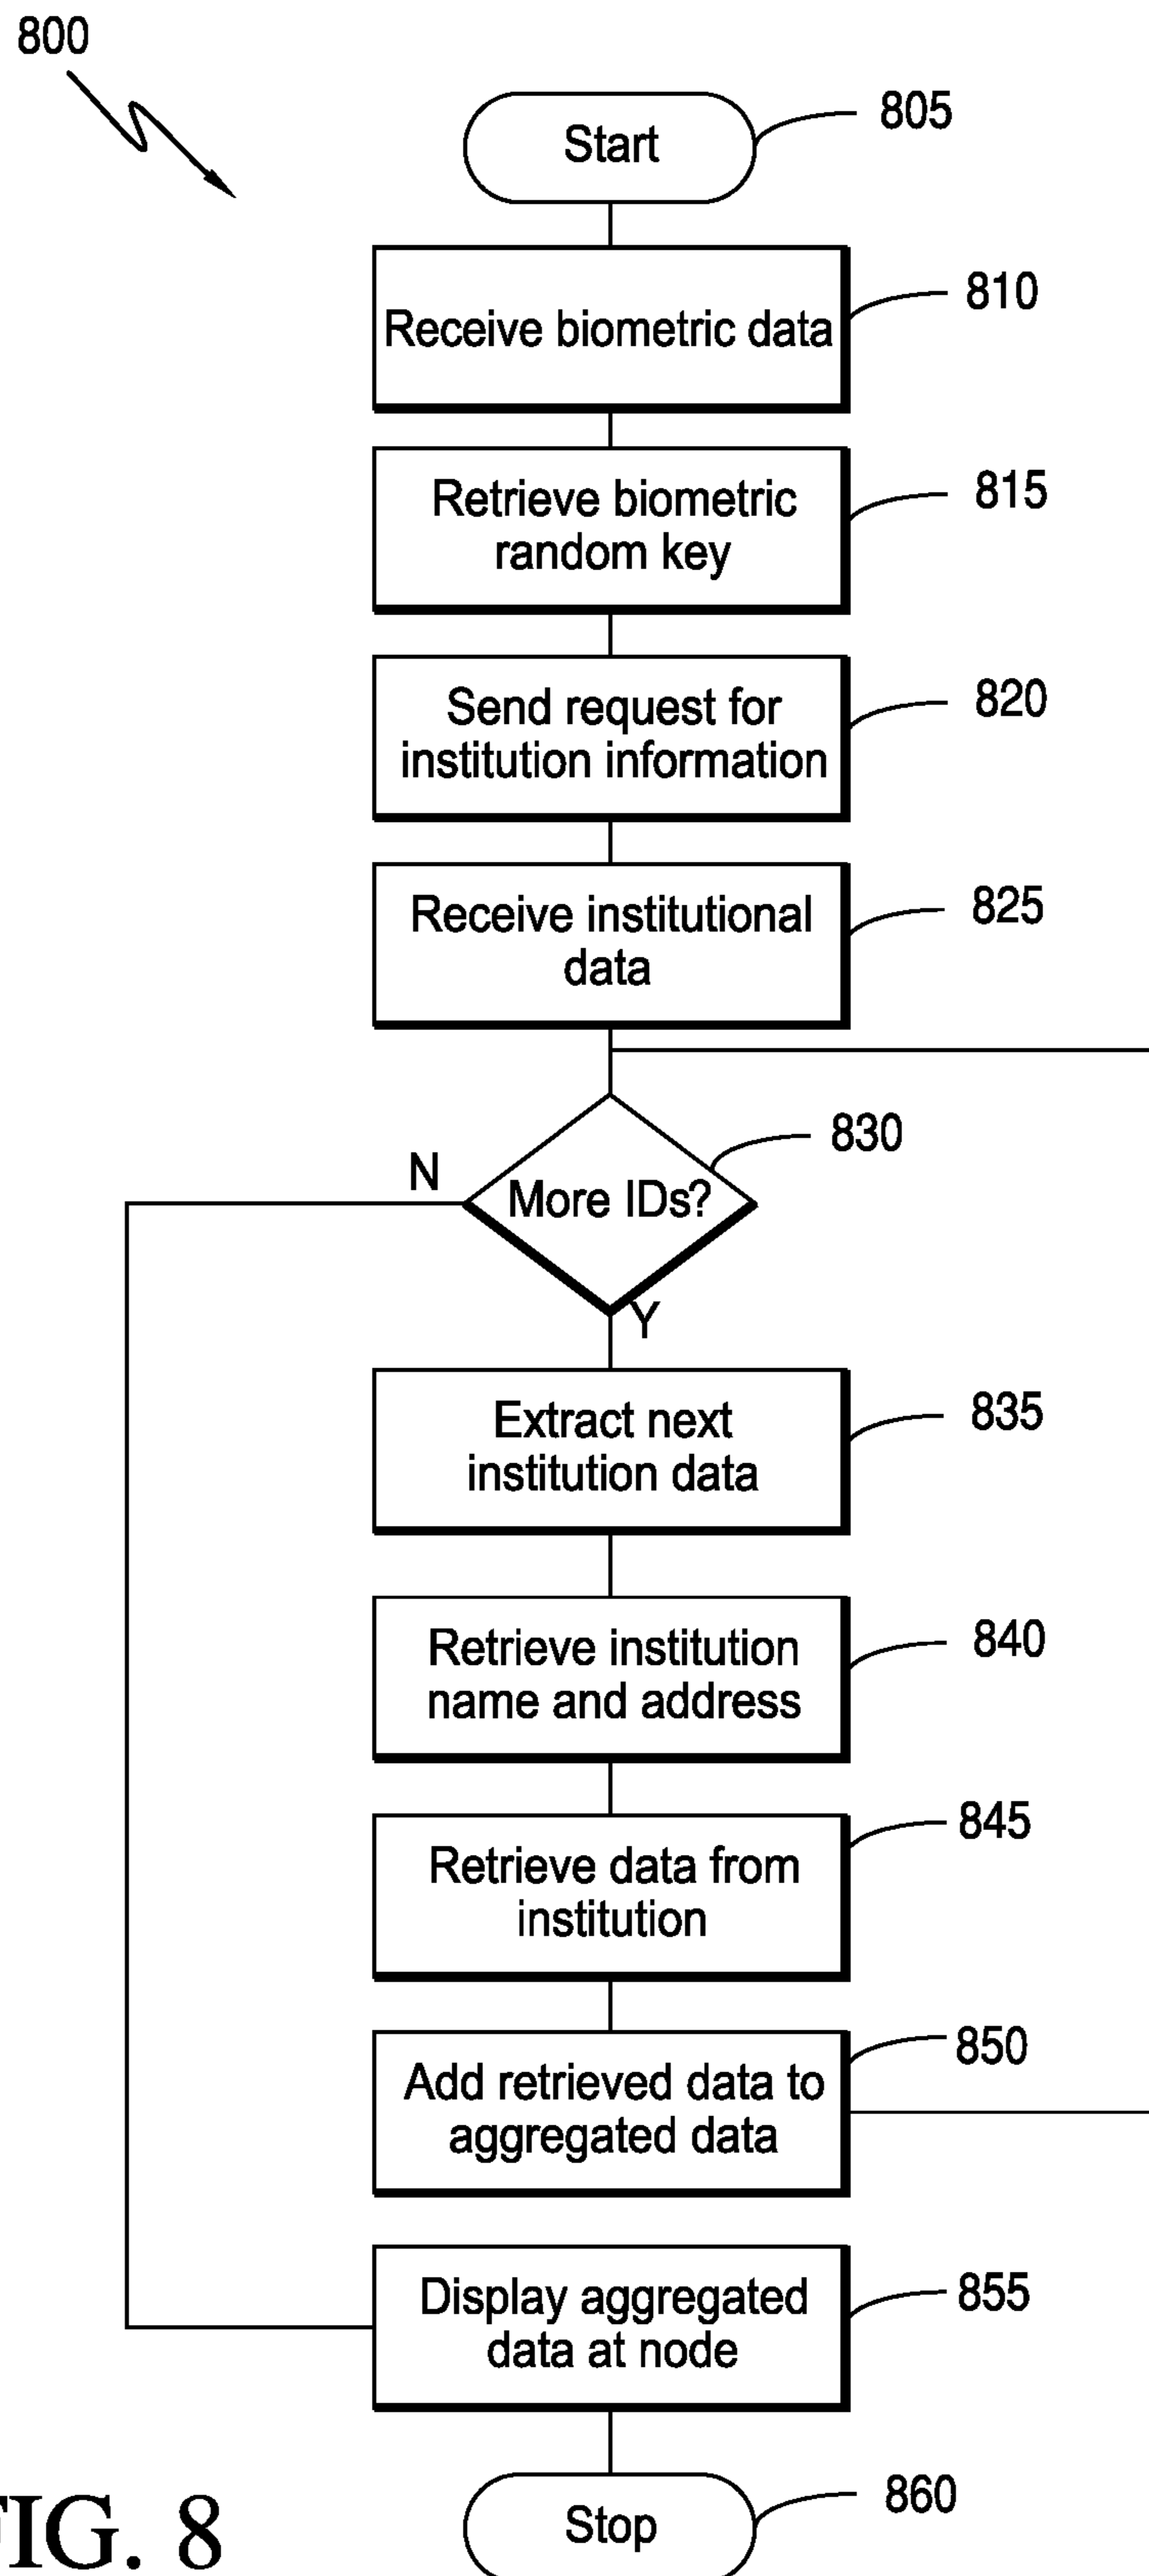 800
Start
805
Receive biometric data
810
Retrieve biometric
random key
815
Send request for
institution information
820
Receive institutional
data
825
More IDs?
830
N
Y
Extract next
institution data
835
Retrieve institution
name and address
840
Retrieve data from
institution
845
Add retrieved data to
aggregated data
850
Display aggregated
data at node
855
Stop
860
FIG. 8